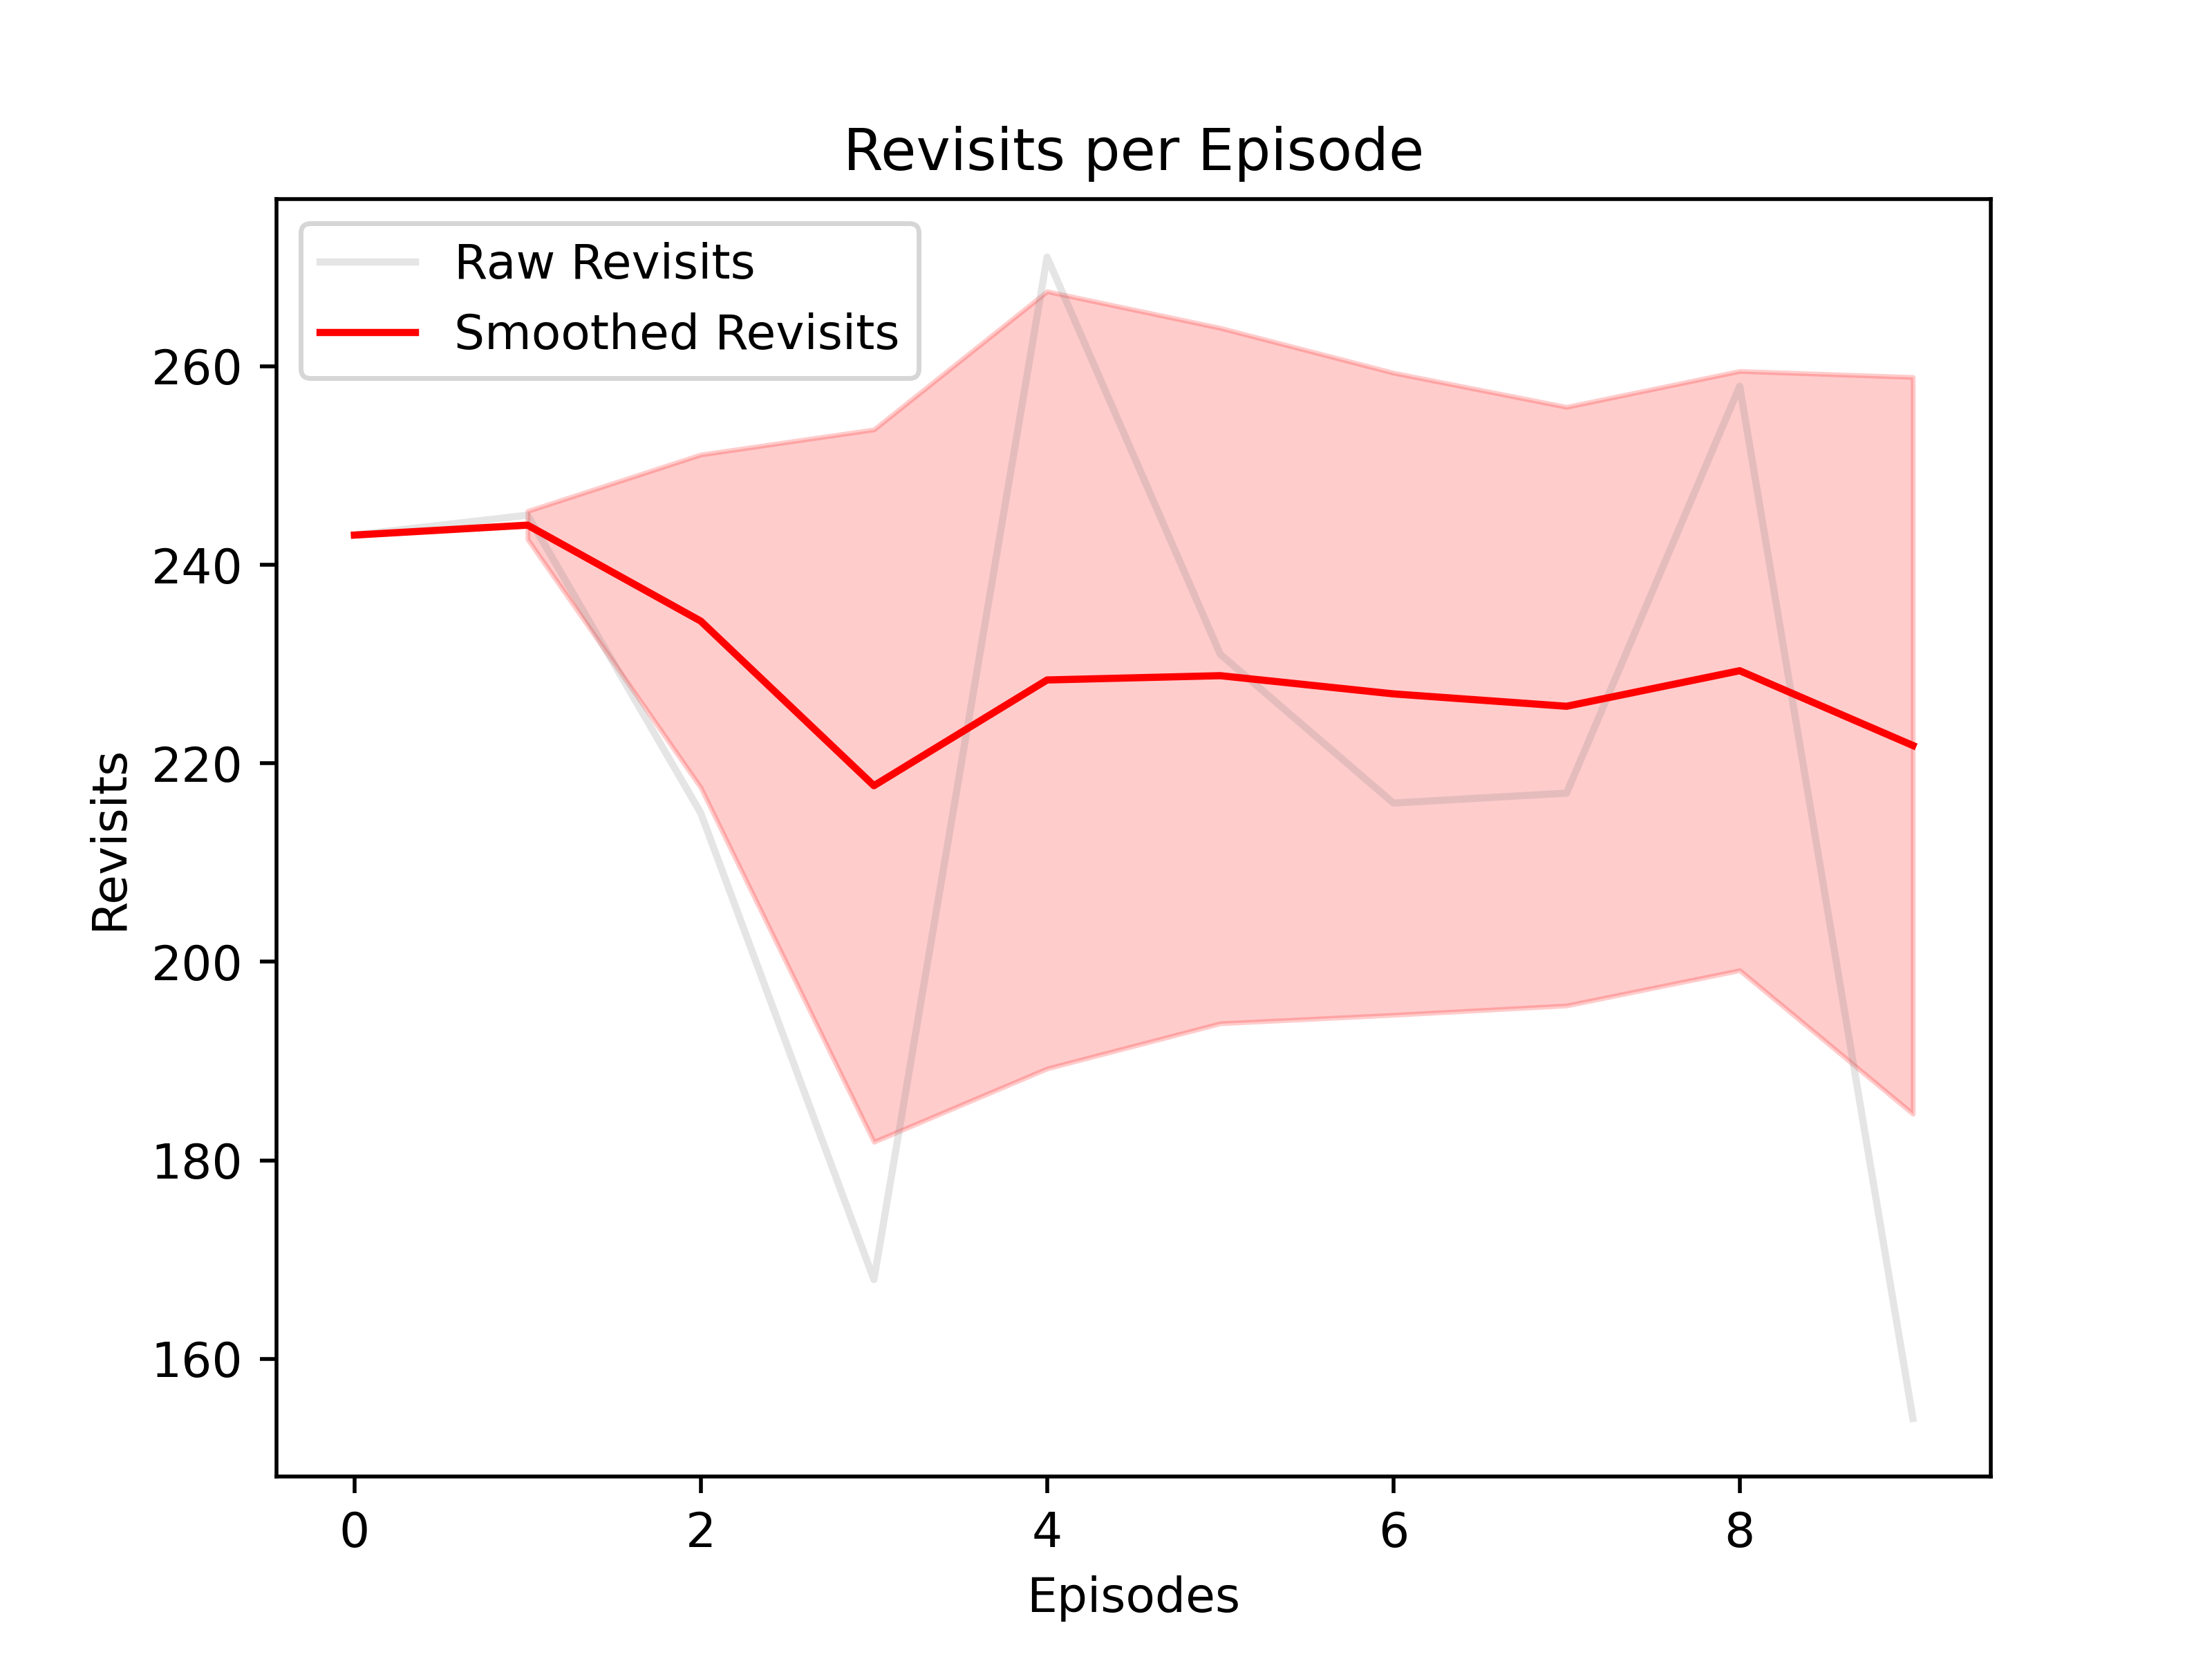 Revisits per Episode
Raw Revisits
Smoothed Revisits
260
240
220
200
180
160
Revisits
0 2 4 6 8
Episodes